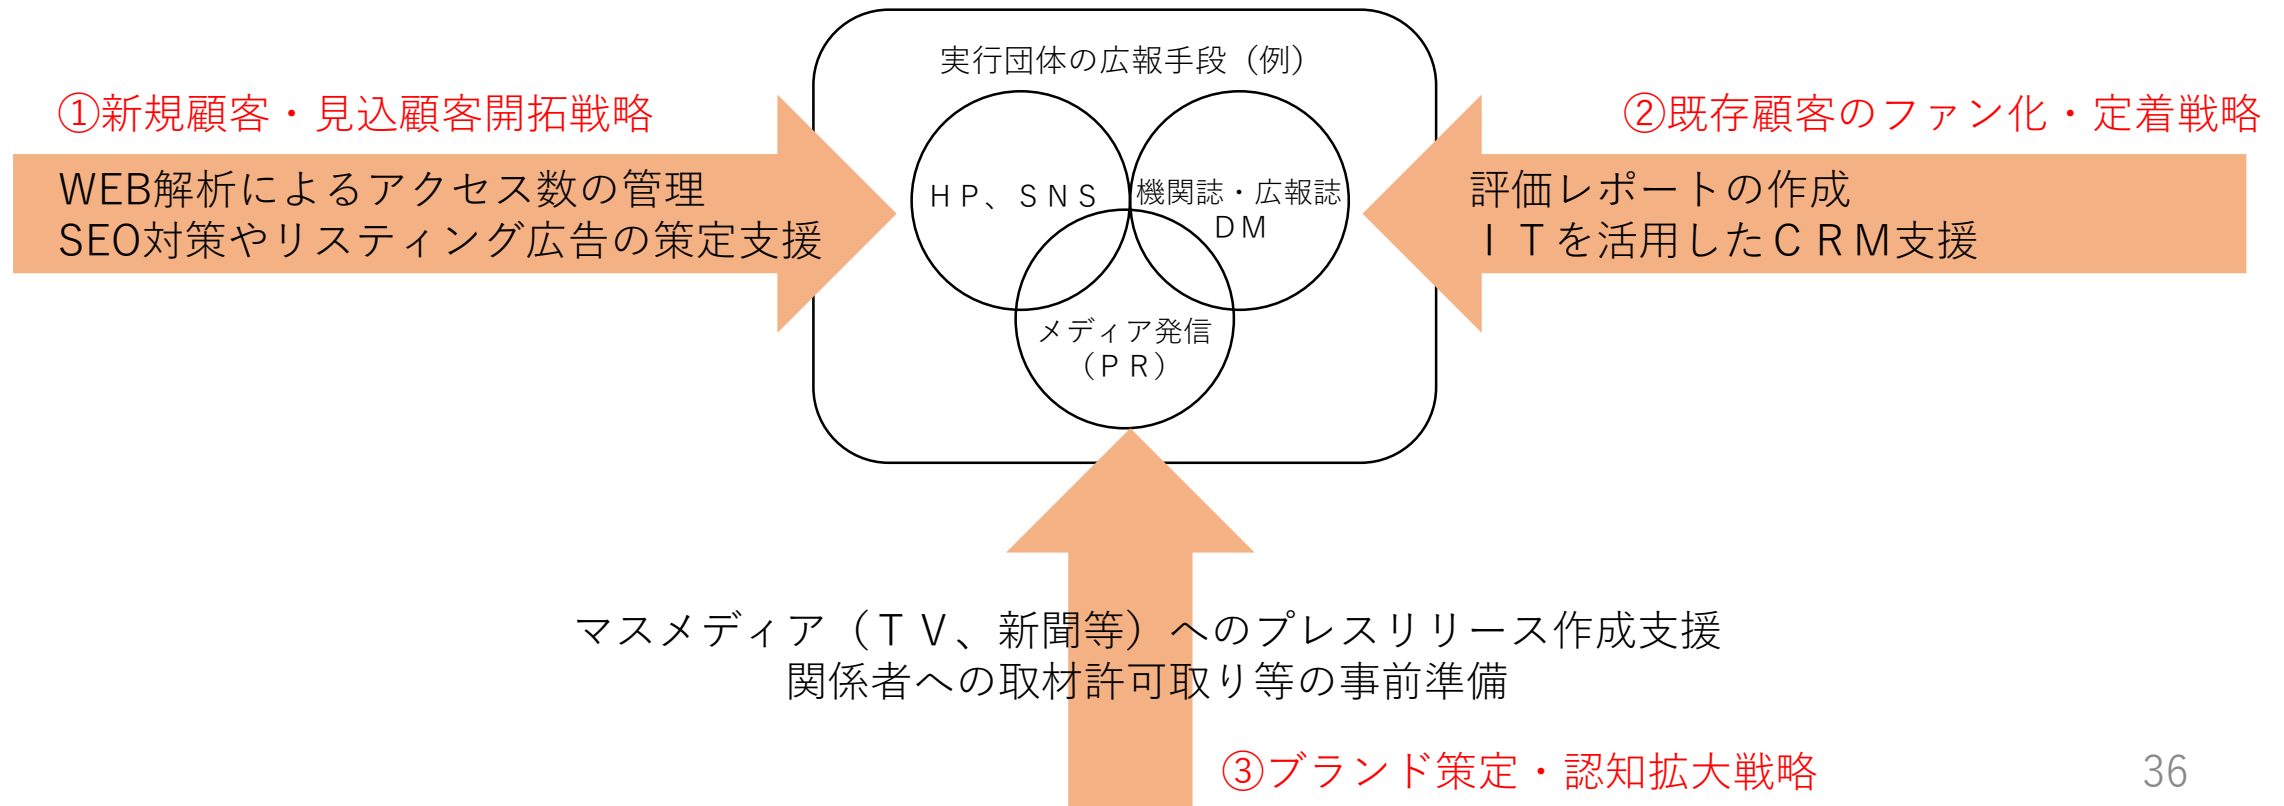 実行団体の広報手段（例）
①新規顧客・見込顧客開拓戦略
WEB解析によるアクセス数の管理
SEO対策やリスティング広告の策定支援
ＨＰ、ＳＮＳ
機関誌・広報誌
ＤＭ
メディア発信
（ＰＲ）
②既存顧客のファン化・定着戦略
評価レポートの作成
ＩＴを活用したＣＲＭ支援
マスメディア（ＴＶ、新聞等）へのプレスリリース作成支援
関係者への取材許可取り等の事前準備
③ブランド策定・認知拡大戦略
36